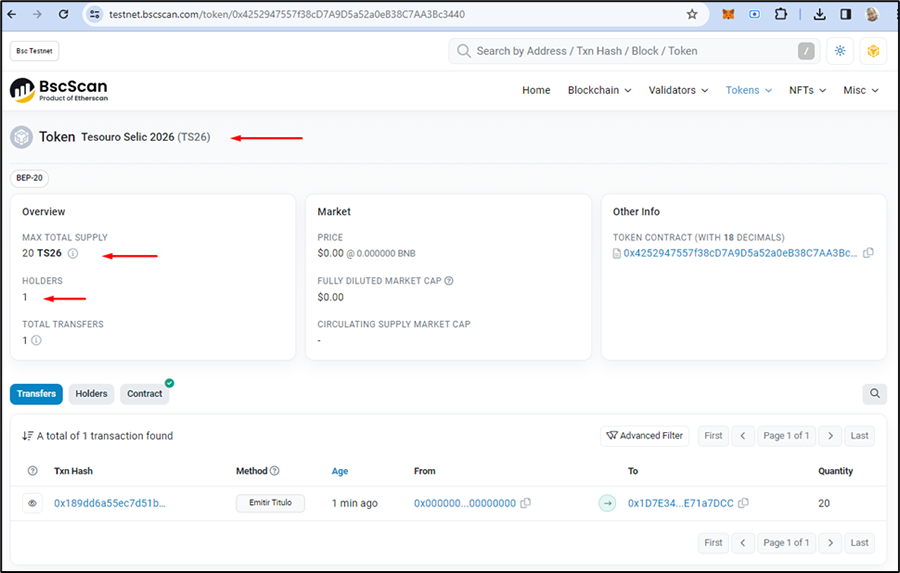 testnet.bscscan.com/token/0x4252947557f38cD7A9D5a52a0eB38C7AA3Bc3440
Bsc Testnet
Search by Address / Txn Hash / Block / Token
/
BscScan
Product of Etherscan
Home Blockchain Validators Tokens NFTs Misc
Token Tesouro Selic 2026 (TS26)
BEP-20
Overview
MAX TOTAL SUPPLY
20 TS26
HOLDERS
1
TOTAL TRANSFERS
1
Market
PRICE
$0.00 @ 0.000000 BNB
FULLY DILUTED MARKET CAP
$0.00
CIRCULATING SUPPLY MARKET CAP
-
Other Info
TOKEN CONTRACT (WITH 18 DECIMALS)
0x4252947557f38cD7A9D5a52a0eB38C7AA3Bc...
Transfers Holders Contract
A total of 1 transaction found
Advanced Filter First Page 1 of 1 Last
Txn Hash Method Age From To Quantity
0x189dd6a55ec7d51b... Emitir Titulo 1 min ago 0x000000...00000000 0x1D7E34...E71a7DCC 20
First Page 1 of 1 Last